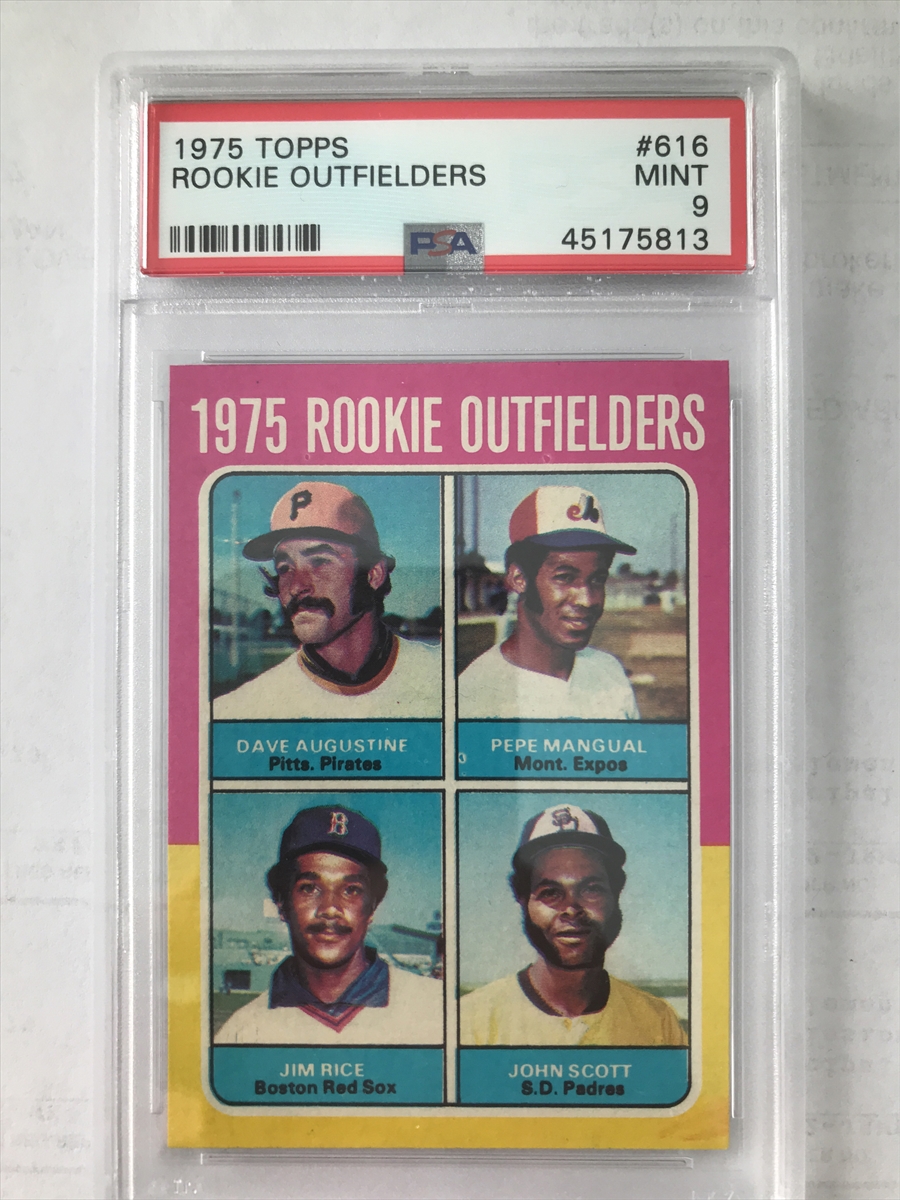 1975 TOPPS #616
ROOKIE OUTFIELDERS MINT
9
PSA 45175813
1975 ROOKIE OUTFIELDERS
P
DAVE AUGUSTINE
Pitts. Pirates
PEPE MANGUAL
Mont. Expos
B
JIM RICE
Boston Red Sox
SD
JOHN SCOTT
S.D. Padres